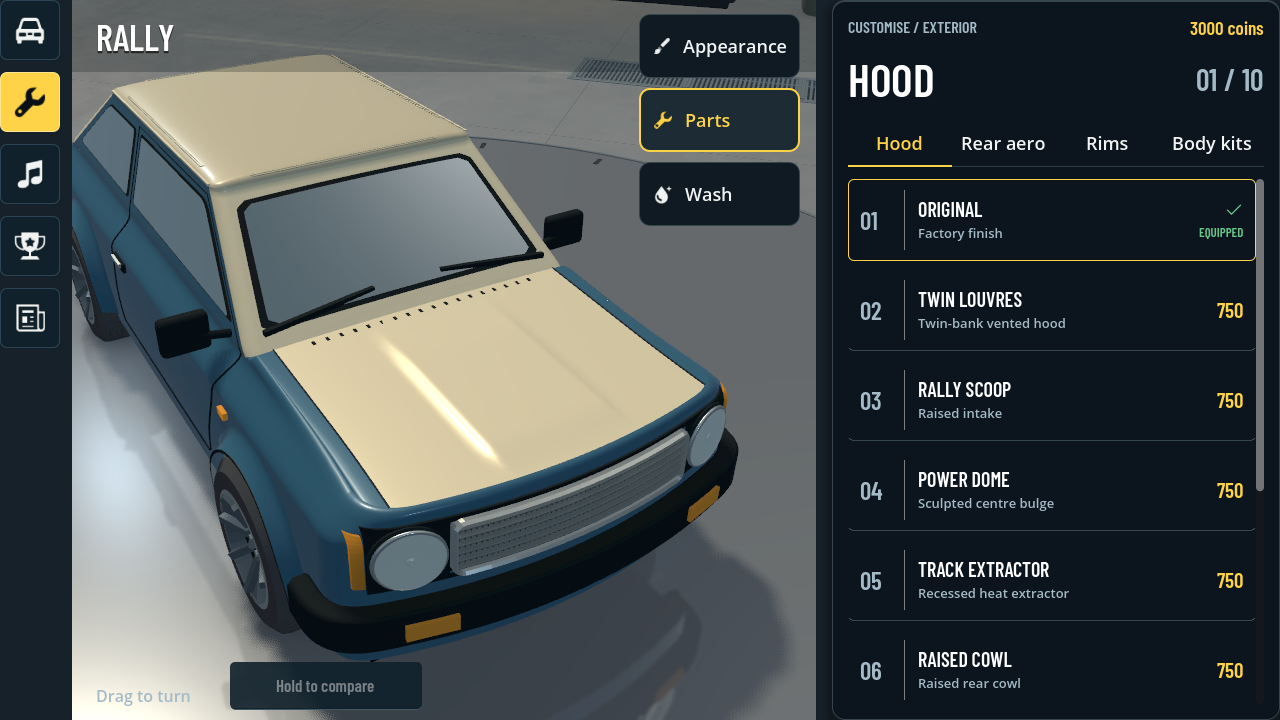 RALLY
Appearance
Parts
Wash
Drag to turn
Hold to compare
CUSTOMISE / EXTERIOR
3000 coins
HOOD
01 / 10
Hood
Rear aero
Rims
Body kits
01
ORIGINAL
Factory finish
EQUIPPED
02
TWIN LOUVRES
Twin-bank vented hood
750
03
RALLY SCOOP
Raised intake
750
04
POWER DOME
Sculpted centre bulge
750
05
TRACK EXTRACTOR
Recessed heat extractor
750
06
RAISED COWL
Raised rear cowl
750